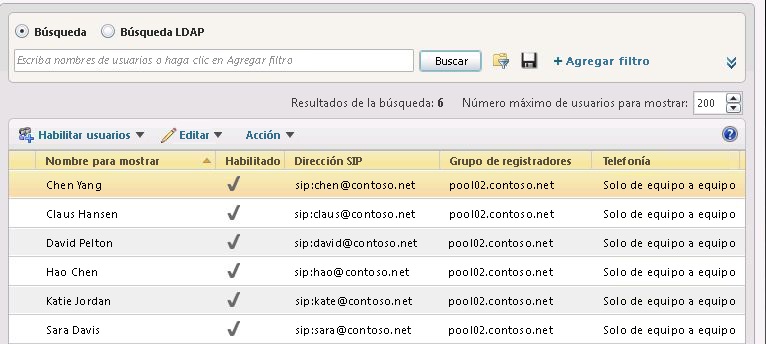 Búsqueda Búsqueda LDAP
Escriba nombres de usuarios o haga clic en Agregar filtro Buscar + Agregar filtro
Resultados de la búsqueda: 6 Número máximo de usuarios para mostrar: 200
Habilitar usuarios Editar Acción
Nombre para mostrar Habilitado Dirección SIP Grupo de registradores Telefonía
Chen Yang sip:chen@contoso.net pool02.contoso.net Solo de equipo a equipo
Claus Hansen sip:claus@contoso.net pool02.contoso.net Solo de equipo a equipo
David Pelton sip:david@contoso.net pool02.contoso.net Solo de equipo a equipo
Hao Chen sip:hao@contoso.net pool02.contoso.net Solo de equipo a equipo
Katie Jordan sip:kate@contoso.net pool02.contoso.net Solo de equipo a equipo
Sara Davis sip:sara@contoso.net pool02.contoso.net Solo de equipo a equipo